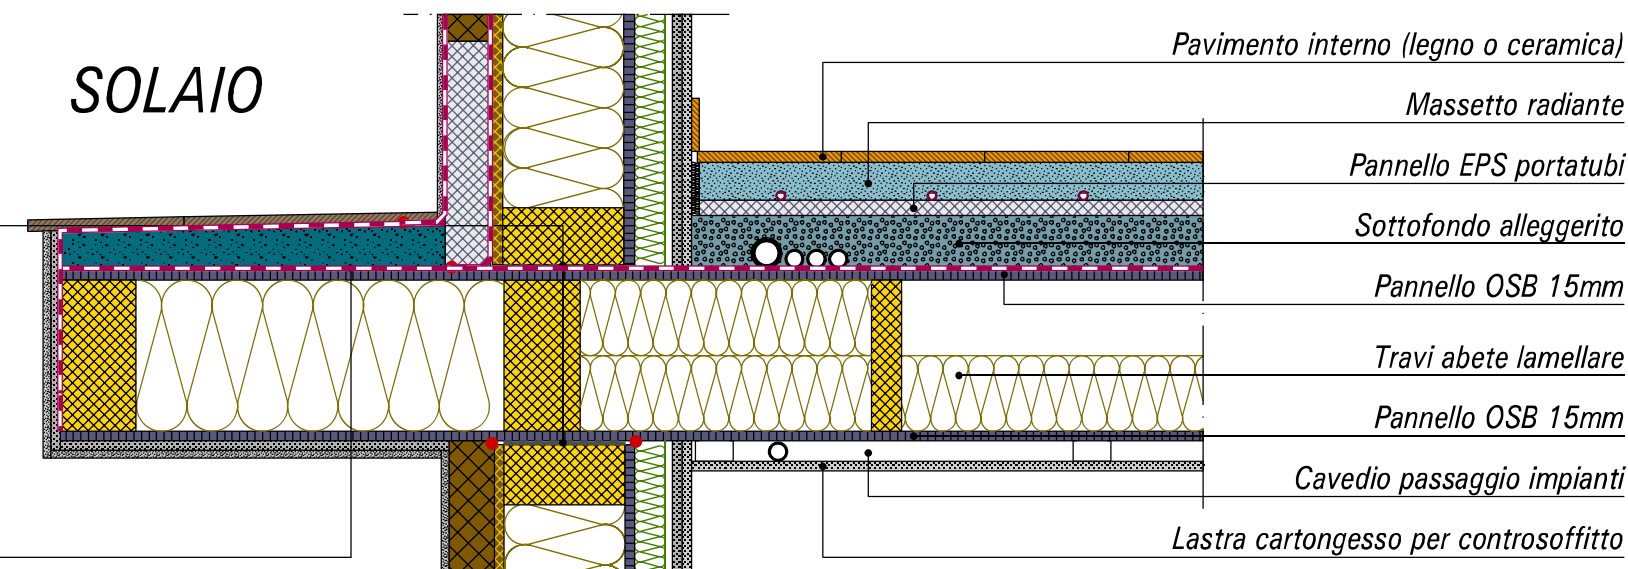 SOLAIO
Pavimento interno (legno o ceramica)
Massetto radiante
Pannello EPS portatubi
Sottofondo alleggerito
Pannello OSB 15mm
Travi abete lamellare
Pannello OSB 15mm
Cavedio passaggio impianti
Lastra cartongesso per controsoffitto